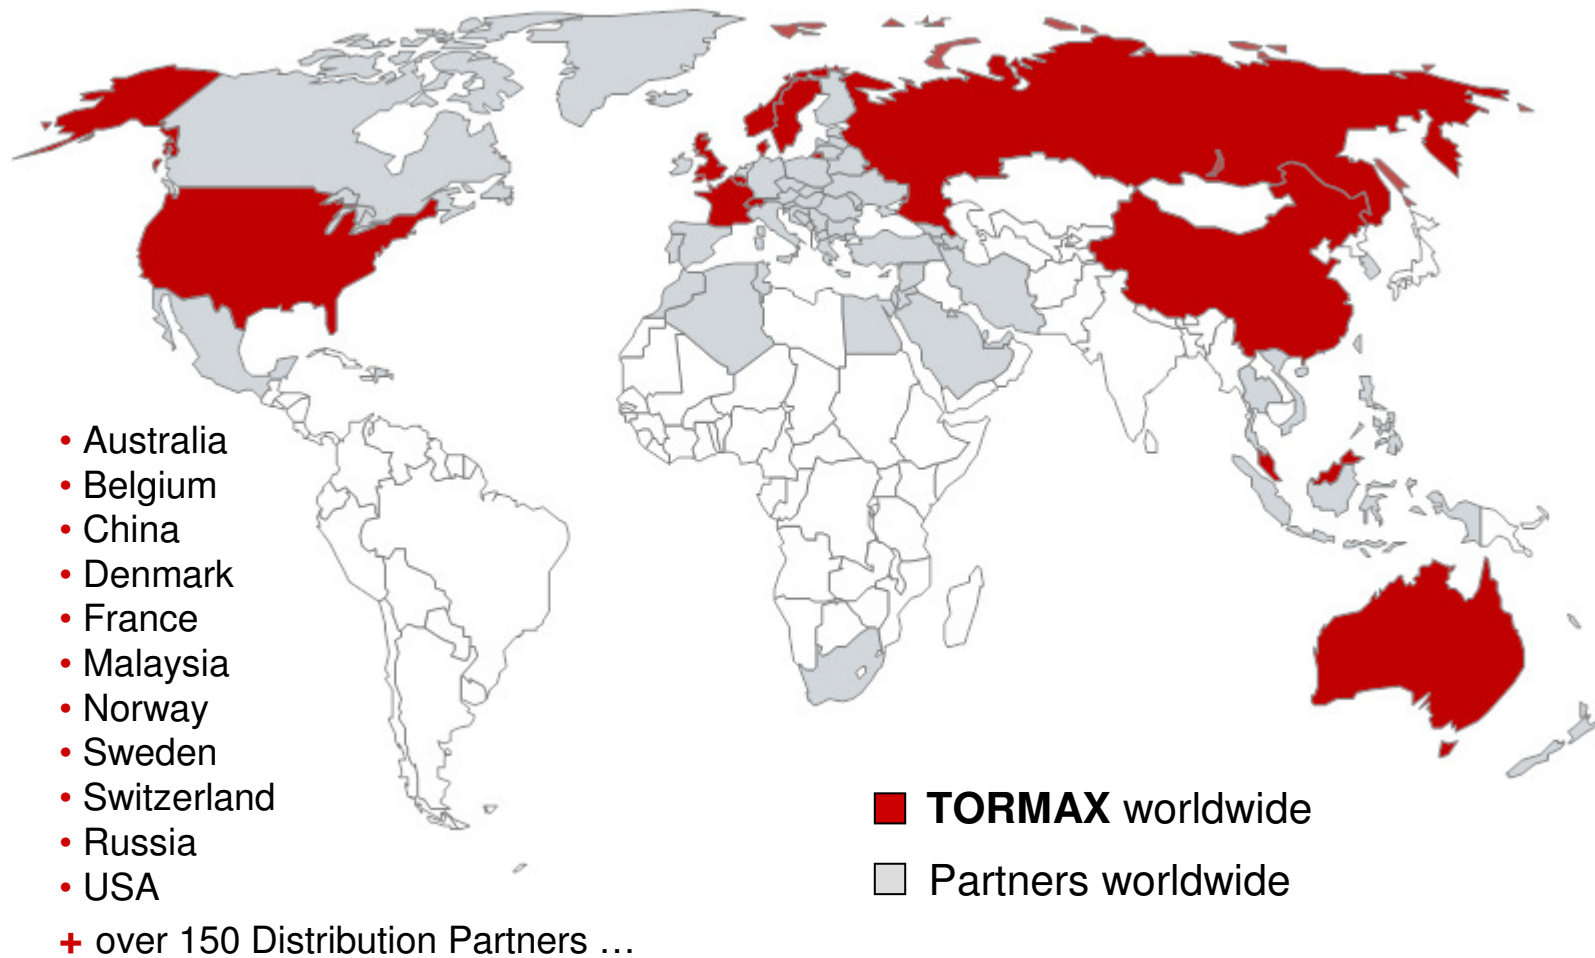 • Australia
• Belgium
• China
• Denmark
• France
• Malaysia
• Norway
• Sweden
• Switzerland
• Russia
• USA
+ over 150 Distribution Partners …
TORMAX worldwide
Partners worldwide